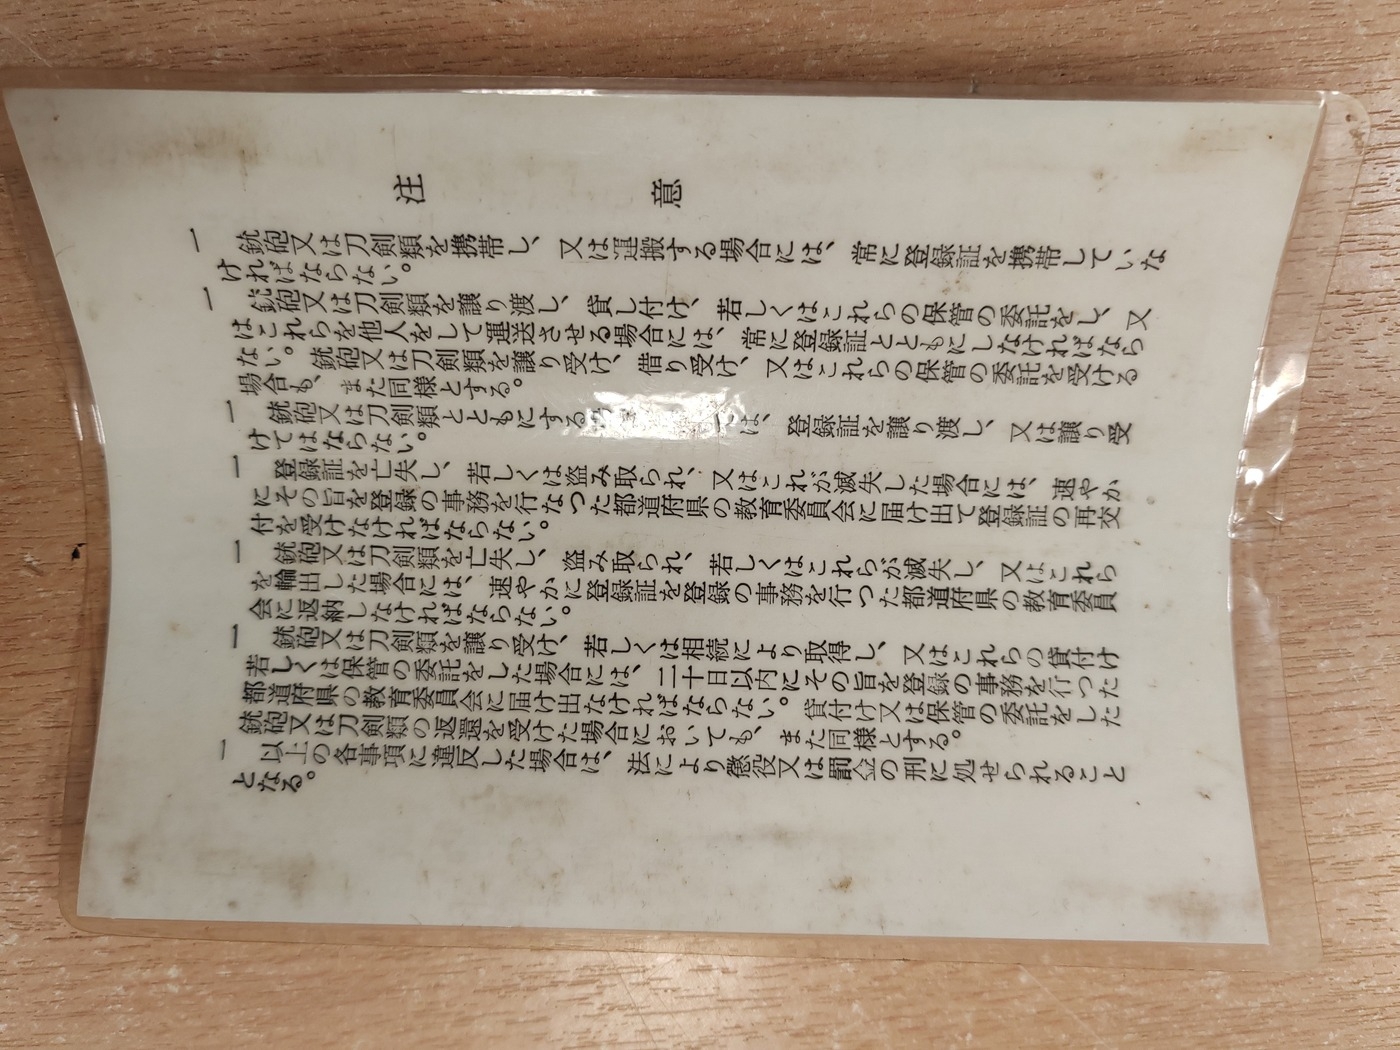 注意
一 銃砲又は刀剣類を携帯し、又は運搬する場合には、常に登録証を携帯していな
ければならない。
一 銃砲又は刀剣類を譲り渡し、貸し付け、若しくはこれらの保管の委託をし、又
はこれらを他人をして運送させる場合には、常に登録証とともにしなければなら
ない。銃砲又は刀剣類を譲り受け、借り受け、又はこれらの保管の委託を受ける
場合も、また同様とする。
一 銃砲又は刀剣類とともにする は、登録証を譲り渡し、又は譲り受
けてはならない。
一 登録証を亡失し、若しくは盗み取られ、又はこれが滅失した場合には、速やか
にその旨を登録の事務を行なつた都道府県の教育委員会に届け出て登録証の再交
付を受けなければならない。
一 銃砲又は刀剣類を亡失し、盗み取られ、若しくはこれらが滅失し、又はこれら
を輸出した場合には、速やかに登録証を登録の事務を行った都道府県の教育委員
会に返納しなければならない。
一 銃砲又は刀剣類を譲り受け、若しくは相続により取得し、又はこれらの貸付け
若しくは保管の委託をした場合には、二十日以内にその旨を登録の事務を行った
都道府県の教育委員会に届け出なければならない。貸付け又は保管の委託をした
銃砲又は刀剣類の返還を受けた場合においても、また同様とする。
一 以上の各事項に違反した場合は、法により懲役又は罰金の刑に処せられること
となる。